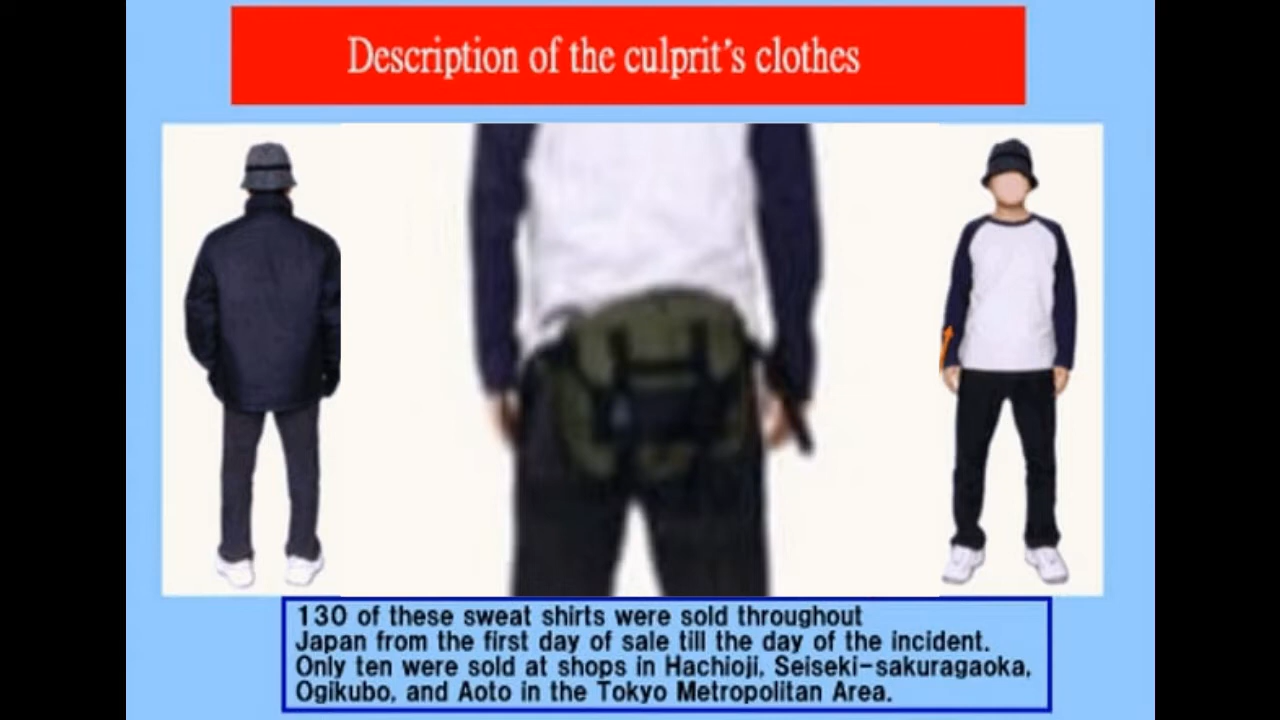 Description of the culprit's clothes
130 of these sweat shirts were sold throughout
Japan from the first day of sale till the day of the incident.
Only ten were sold at shops in Hachioji, Seiseki-sakuragaoka,
Ogikubo, and Aoto in the Tokyo Metropolitan Area.